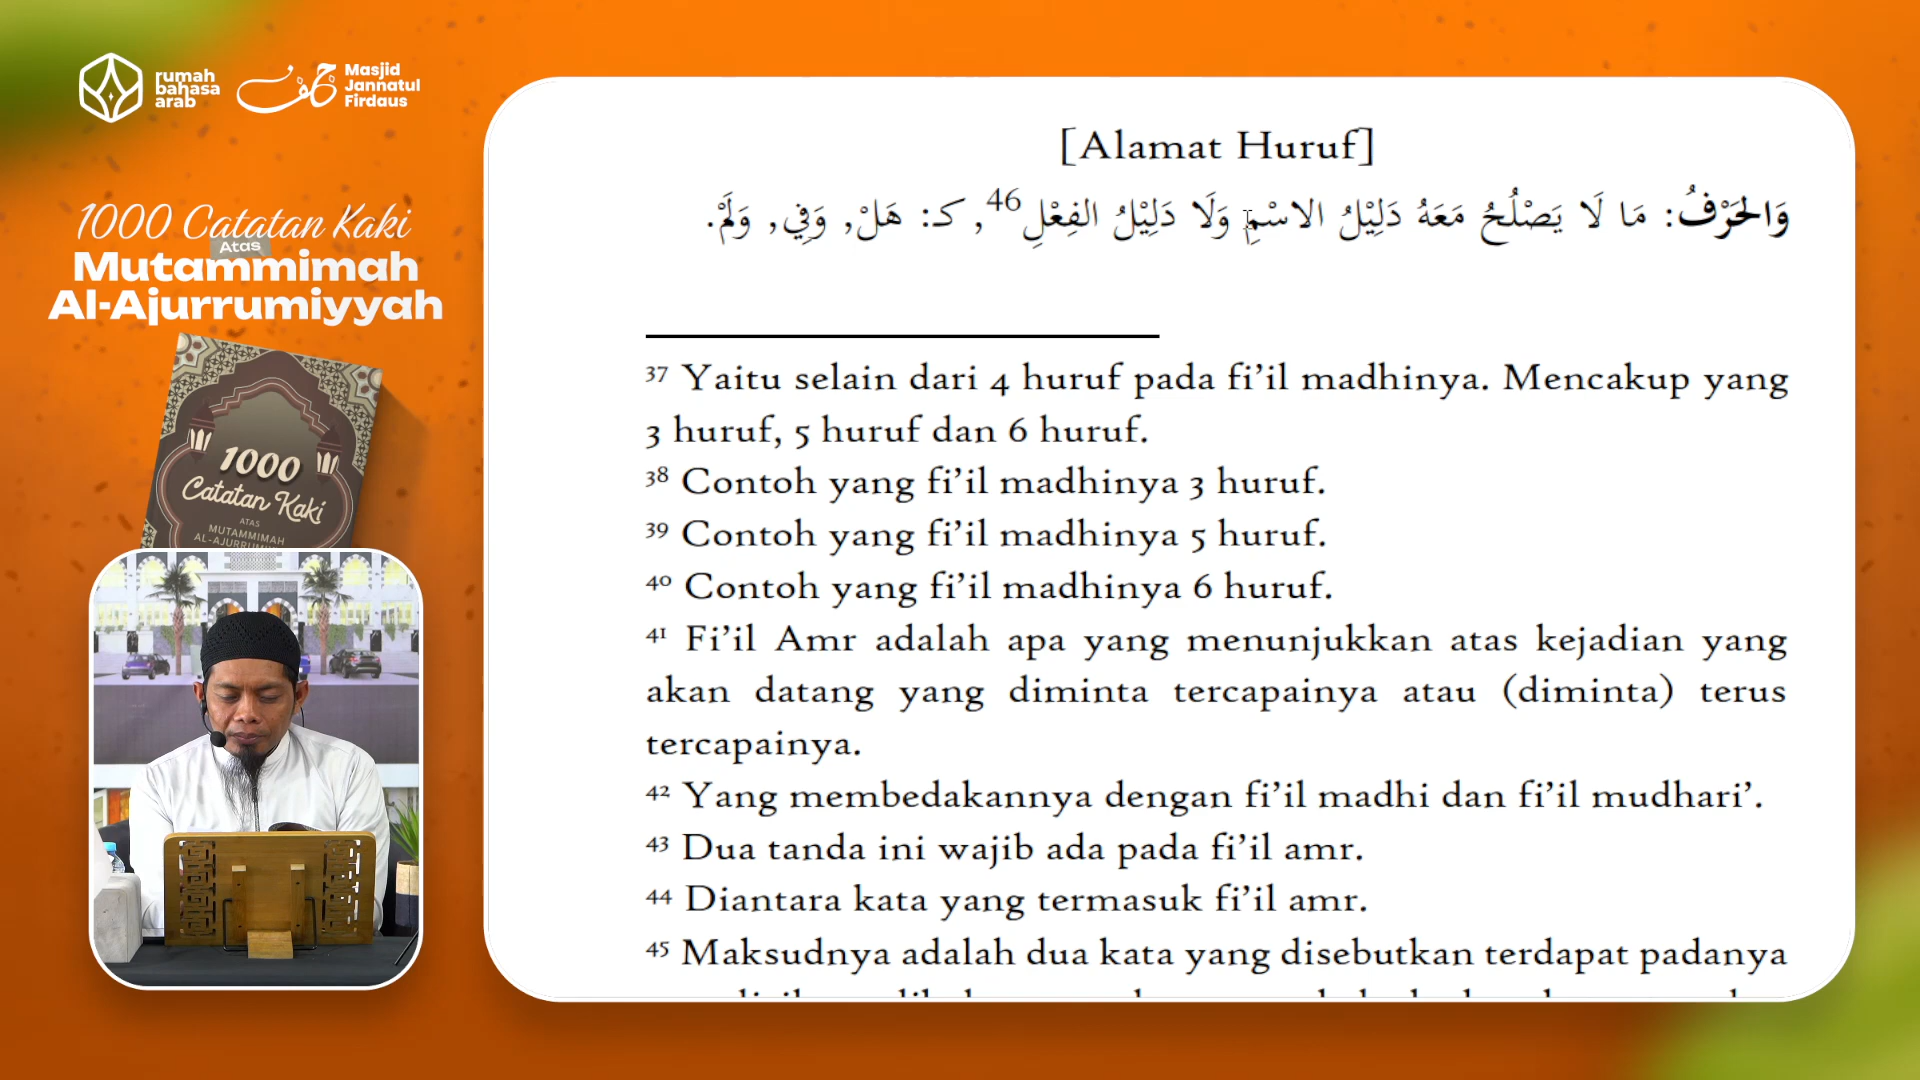 rumah
bahasa
arab
Masjid
Jannatul
Firdaus
1000 Catatan Kaki
Atas
Mutammimah
Al-Ajurrumiyyah
1000
Catatan Kaki
ATAS
MUTAMMIMAH
[Alamat Huruf]
وَالْحَرْفُ: مَا لَا يَصْلُحُ مَعَهُ دَلِيْلُ الاسْمِ وَلَا دَلِيْلُ الفِعْلِ46, كـ: هَلْ, وَفِي, وَلَمْ.
37 Yaitu selain dari 4 huruf pada fi’il madhinya. Mencakup yang
3 huruf, 5 huruf dan 6 huruf.
38 Contoh yang fi’il madhinya 3 huruf.
39 Contoh yang fi’il madhinya 5 huruf.
40 Contoh yang fi’il madhinya 6 huruf.
41 Fi’il Amr adalah apa yang menunjukkan atas kejadian yang
akan datang yang diminta tercapainya atau (diminta) terus
tercapainya.
42 Yang membedakannya dengan fi’il madhi dan fi’il mudhari’.
43 Dua tanda ini wajib ada pada fi’il amr.
44 Diantara kata yang termasuk fi’il amr.
45 Maksudnya adalah dua kata yang disebutkan terdapat padanya